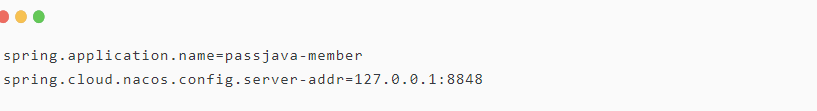 spring.application.name=passjava-member
spring.cloud.nacos.config.server-addr=127.0.0.1:8848